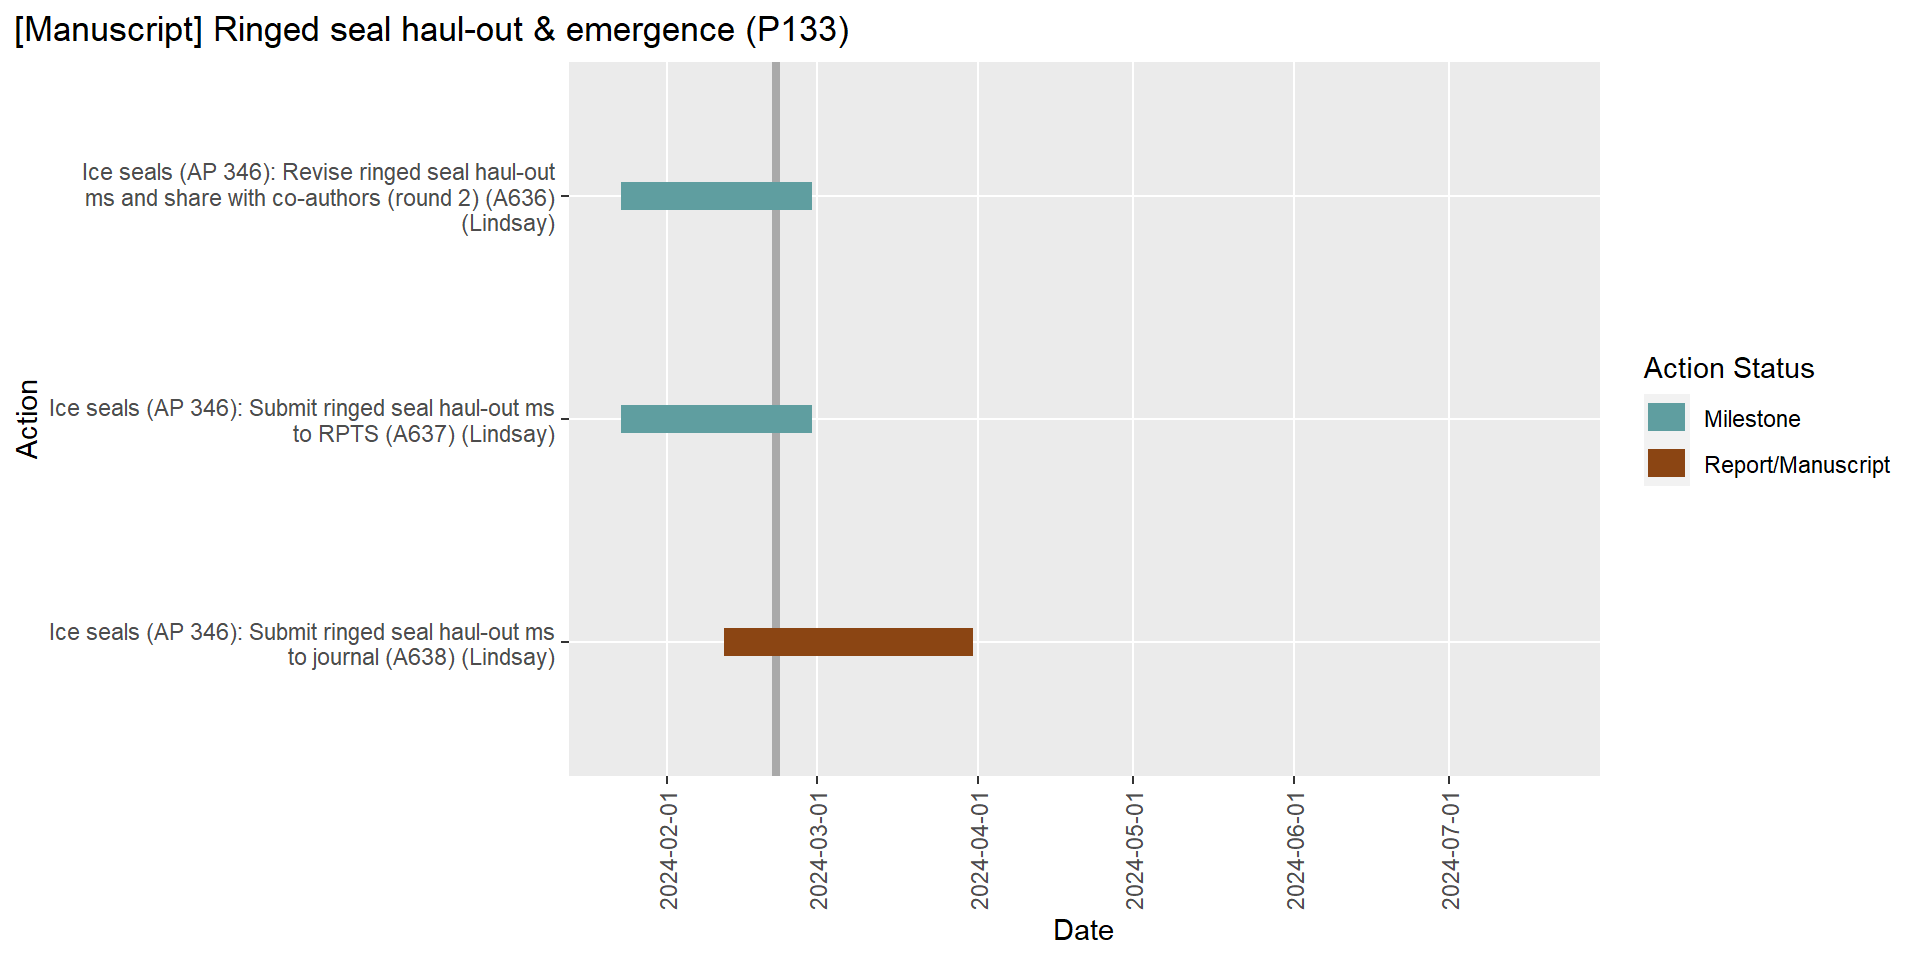 [Manuscript] Ringed seal haul-out & emergence (P133)
Ice seals (AP 346): Revise ringed seal haul-out
ms and share with co-authors (round 2) (A636)
(Lindsay)
Ice seals (AP 346): Submit ringed seal haul-out ms
to RPTS (A637) (Lindsay)
Ice seals (AP 346): Submit ringed seal haul-out ms
to journal (A638) (Lindsay)
Action
2024-02-01
2024-03-01
2024-04-01
2024-05-01
2024-06-01
2024-07-01
Date
Action Status
Milestone
Report/Manuscript